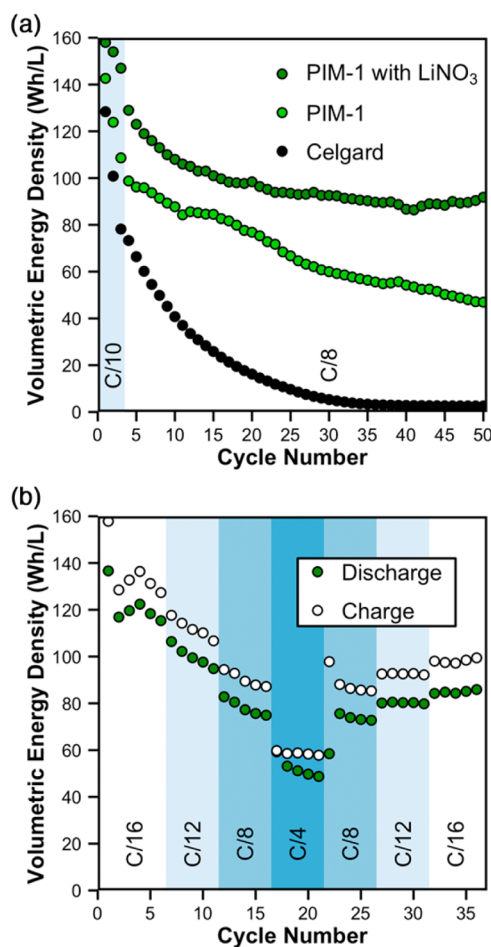 (a)
Volumetric Energy Density (Wh/L)
160
140
120
100
80
60
40
20
0
PIM-1 with LiNO₃
PIM-1
Celgard
C/10
C/8
0 5 10 15 20 25 30 35 40 45 50
Cycle Number
(b)
Volumetric Energy Density (Wh/L)
160
140
120
100
80
60
40
20
0
Discharge
Charge
C/16 C/12 C/8 C/4 C/8 C/12 C/16
0 5 10 15 20 25 30 35
Cycle Number